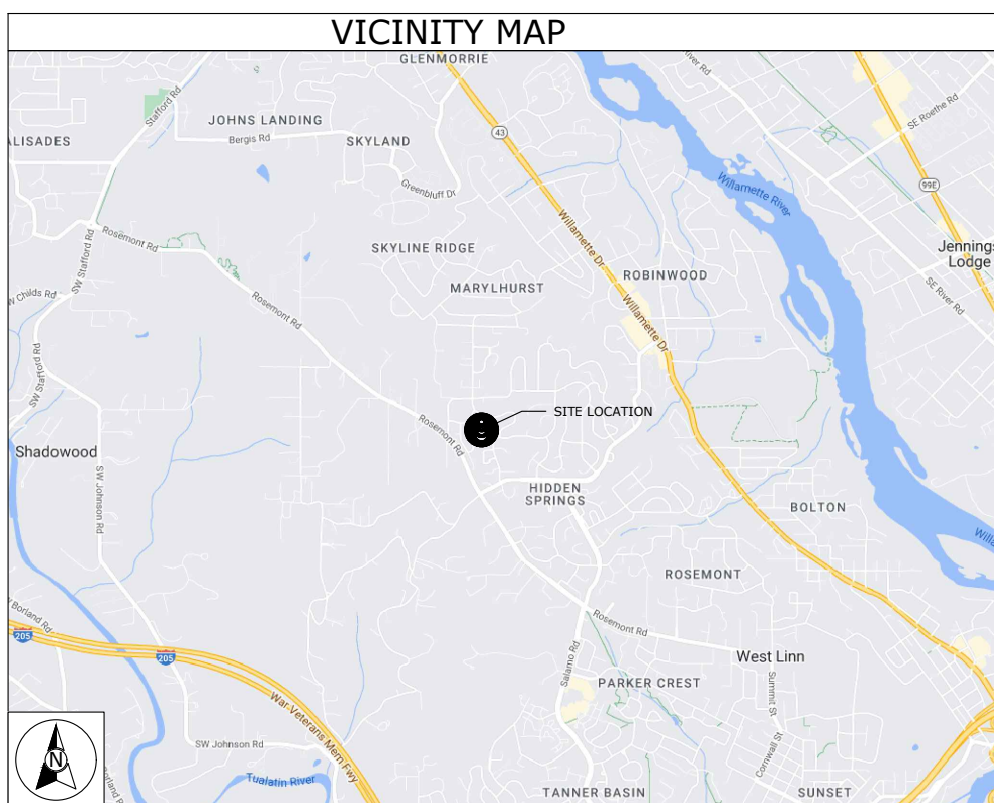 VICINITY MAP
GLENMORRIE
River Rd
Stafford Rd
JOHNS LANDING
Bergis Rd
SKYLAND
ALISADES
43
SE Roethe Rd
99E
Greenbluff Dr
Willamette River
Rosemont Rd
SKYLINE RIDGE
Willamette Dr
ROBINWOOD
Jennings
Lodge
SW Stafford Rd
MARYLHURST
SE River Rd
W Childs Rd
Rosemont Rd
Willamette Dr
SW Stafford Rd
SITE LOCATION
Rosemont Rd
Shadowood
SW Johnson Rd
HIDDEN
SPRINGS
BOLTON
Willa
ROSEMONT
W Borland Rd
205
205
Rosemont Rd
West Linn
Salamo Rd
PARKER CREST
Summit St
War Veterans Mem Fwy
Cornwall St
SW Johnson Rd
N
Borland Rd
Tualatin River
TANNER BASIN
SUNSET